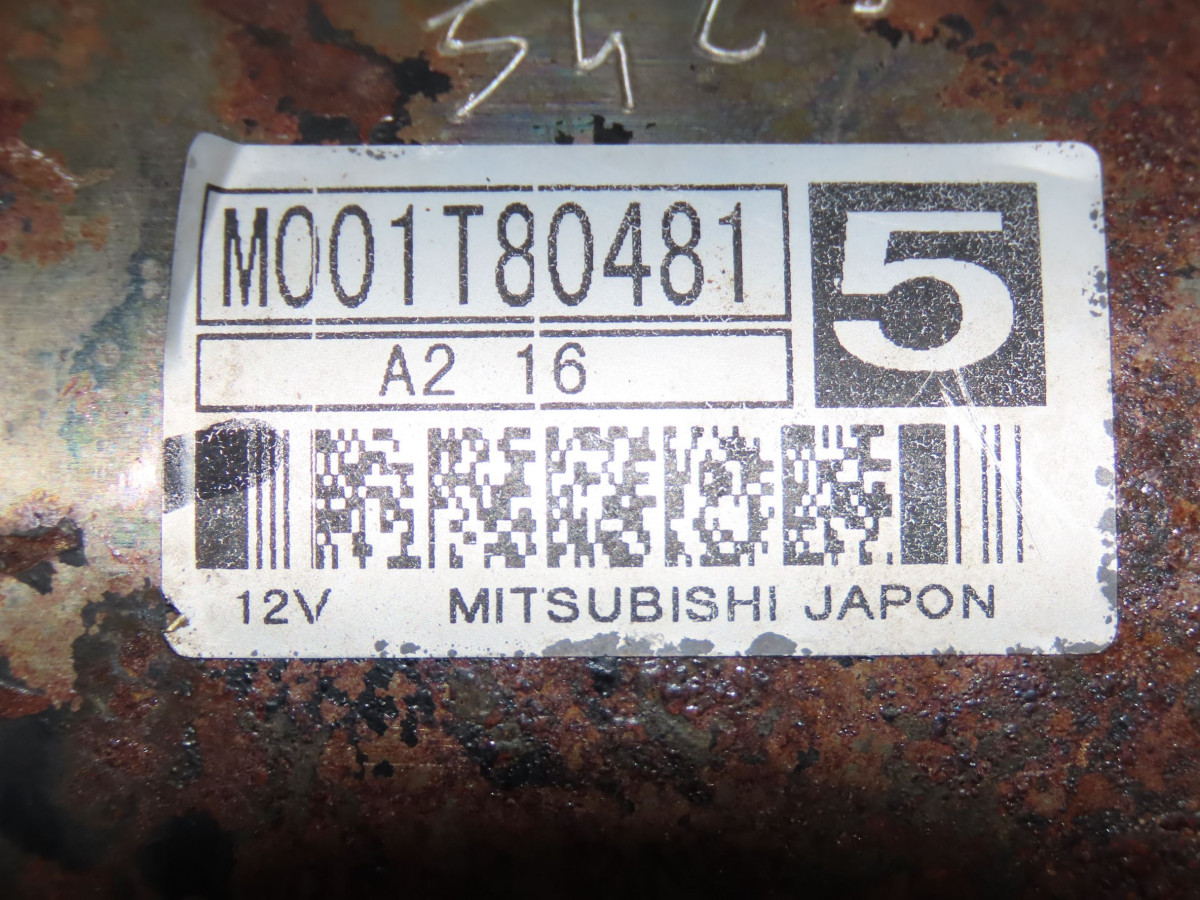 M001T80481
5
A2 16
12V MITSUBISHI JAPON